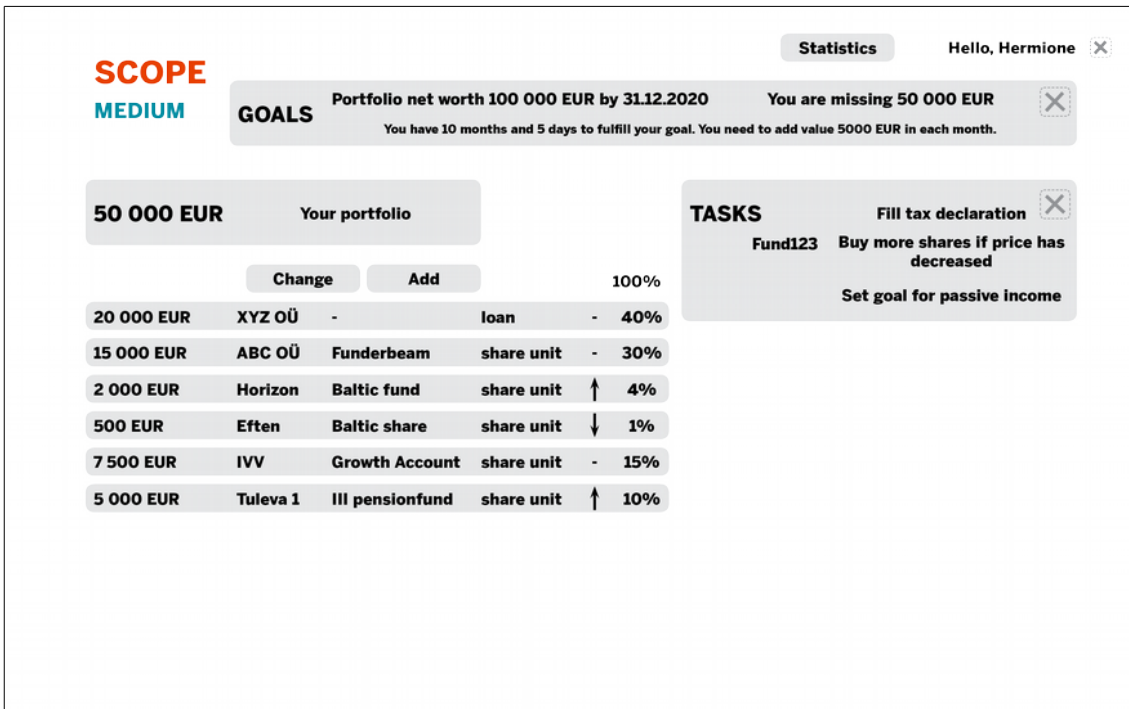 Statistics Hello, Hermione
SCOPE
MEDIUM
GOALS
Portfolio net worth 100 000 EUR by 31.12.2020 You are missing 50 000 EUR
You have 10 months and 5 days to fulfill your goal. You need to add value 5000 EUR in each month.
50 000 EUR Your portfolio
TASKS Fill tax declaration
Fund123 Buy more shares if price has
decreased
Set goal for passive income
Change Add 100%
20 000 EUR XYZ OÜ - loan - 40%
15 000 EUR ABC OÜ Funderbeam share unit - 30%
2 000 EUR Horizon Baltic fund share unit ↑ 4%
500 EUR Eften Baltic share share unit ↓ 1%
7 500 EUR IVV Growth Account share unit - 15%
5 000 EUR Tuleva 1 III pensionfund share unit ↑ 10%